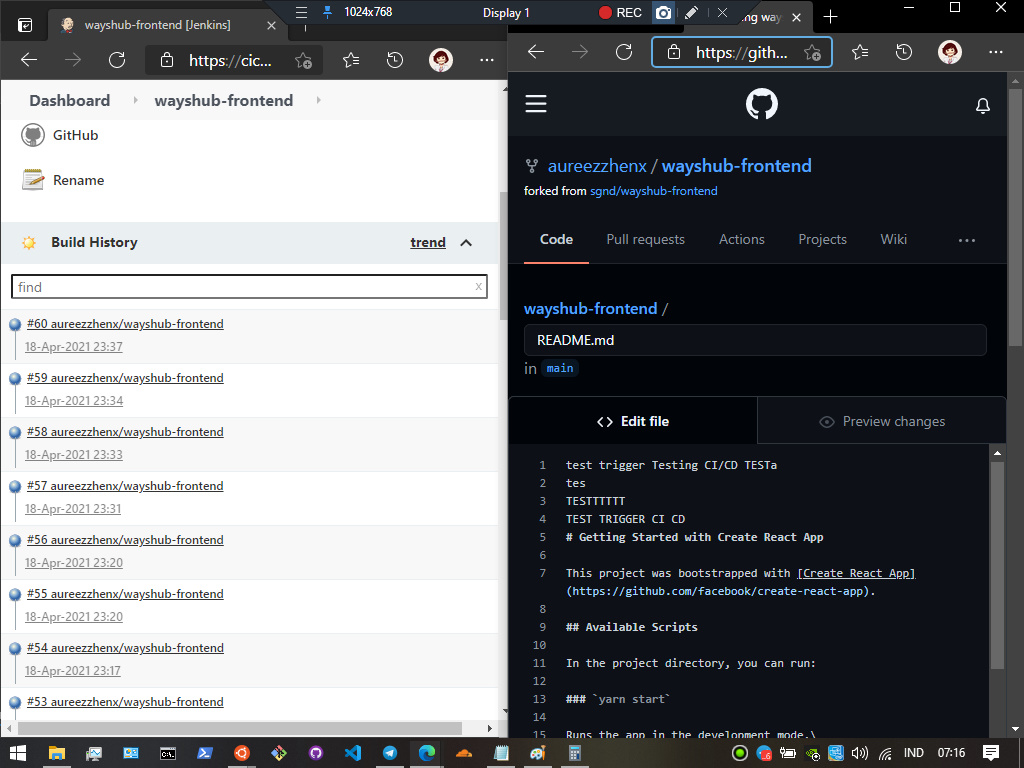 1024x768
Display 1
REC
wayshub-frontend [Jenkins]
ng way
https://cic...
https://gith...
Dashboard
wayshub-frontend
GitHub
Rename
Build History
trend
find
x
#60 aureezzhenx/wayshub-frontend
18-Apr-2021 23:37
#59 aureezzhenx/wayshub-frontend
18-Apr-2021 23:34
#58 aureezzhenx/wayshub-frontend
18-Apr-2021 23:33
#57 aureezzhenx/wayshub-frontend
18-Apr-2021 23:31
#56 aureezzhenx/wayshub-frontend
18-Apr-2021 23:20
#55 aureezzhenx/wayshub-frontend
18-Apr-2021 23:20
#54 aureezzhenx/wayshub-frontend
18-Apr-2021 23:17
#53 aureezzhenx/wayshub-frontend
aureezzhenx / wayshub-frontend
forked from sgnd/wayshub-frontend
Code Pull requests Actions Projects Wiki ...
wayshub-frontend /
README.md
in main
<> Edit file
Preview changes
1 test trigger Testing CI/CD TESTa
2 tes
3 TESTTTTTT
4 TEST TRIGGER CI CD
5 # Getting Started with Create React App
6
7 This project was bootstrapped with [Create React App]
(https://github.com/facebook/create-react-app).
8
9 ## Available Scripts
10
11 In the project directory, you can run:
12
13 ### `yarn start`
14
15 Runs the app in the development mode.\
IND 07:16